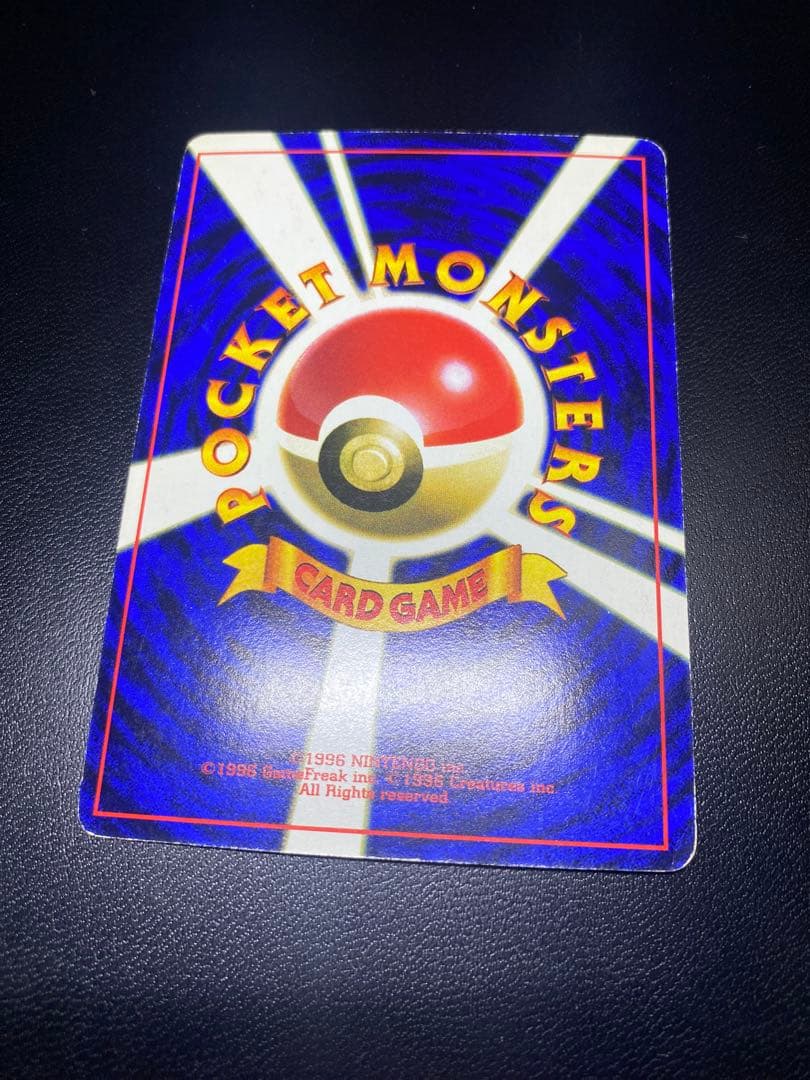 POCKET MONSTERS
CARD GAME
©1996 NINTENDO inc
©1996 GameFreak inc ©1996 Creatures inc
All Rights reserved